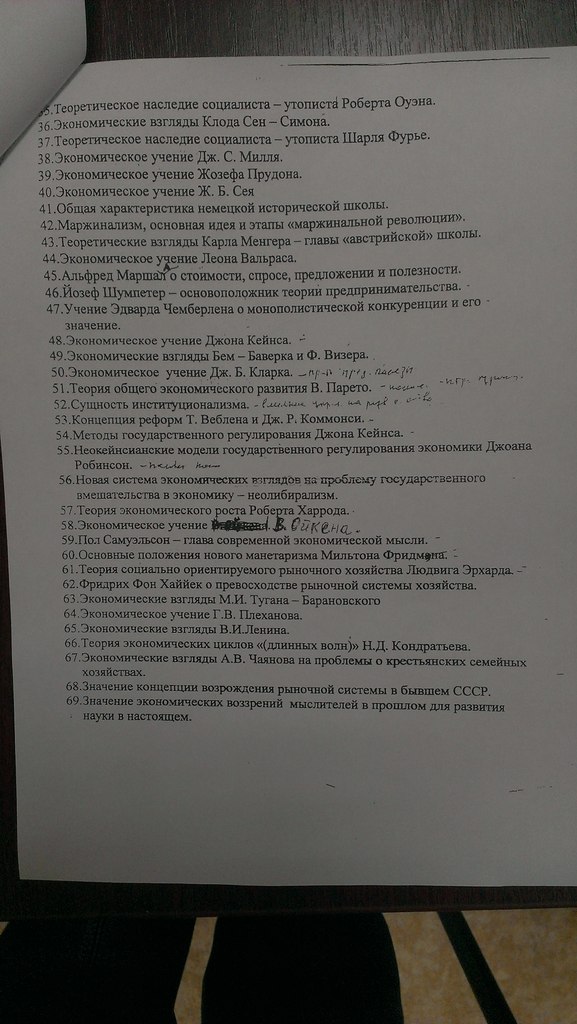 35.Теоретическое наследие социалиста – утописта Роберта Оуэна.
36.Экономические взгляды Клода Сен – Симона.
37.Теоретическое наследие социалиста – утописта Шарля Фурье.
38.Экономическое учение Дж. С. Милля.
39.Экономическое учение Жозефа Прудона.
40.Экономическое учение Ж. Б. Сея
41.Общая характеристика немецкой исторической школы.
42.Маржинализм, основная идея и этапы «маржинальной революции».
43.Теоретические взгляды Карла Менгера – главы «австрийской» школы.
44.Экономическое учение Леона Вальраса.
45.Альфред Маршал о стоимости, спросе, предложении и полезности.
46.Йозеф Шумпетер – основоположник теории предпринимательства. -
47.Учение Эдварда Чемберлена о монополистической конкуренции и его -
значение.
48.Экономическое учение Джона Кейнса. -
49.Экономические взгляды Бем – Баверка и Ф. Визера.
50.Экономическое учение Дж. Б. Кларка.
51.Теория общего экономического развития В. Парето.
52.Сущность институционализма.
53.Концепция реформ Т. Веблена и Дж. Р. Коммонси. -
54.Методы государственного регулирования Джона Кейнса. -
55.Неокейнсианские модели государственного регулирования экономики Джоана
Робинсон.
56.Новая система экономических взглядов на проблему государственного
вмешательства в экономику – неолибирализм.
57.Теория экономического роста Роберта Харрода. -
58.Экономическое учение В. Ойкена. -
59.Пол Самуэльсон – глава современной экономической мысли. -
60.Основные положения нового манетаризма Мильтона Фридмена. -
61.Теория социально ориентируемого рыночного хозяйства Людвига Эрхарда. -
62.Фридрих Фон Хаййек о превосходстве рыночной системы хозяйства.
63.Экономические взгляды М.И. Тугана – Барановского
64.Экономическое учение Г.В. Плеханова.
65.Экономические взгляды В.И.Ленина.
66.Теория экономических циклов «(длинных волн)» Н.Д. Кондратьева.
67.Экономические взгляды А.В. Чаянова на проблемы о крестьянских семейных
хозяйствах.
68.Значение концепции возрождения рыночной системы в бывшем СССР.
69.Значение экономических воззрений мыслителей в прошлом для развития
науки в настоящем.